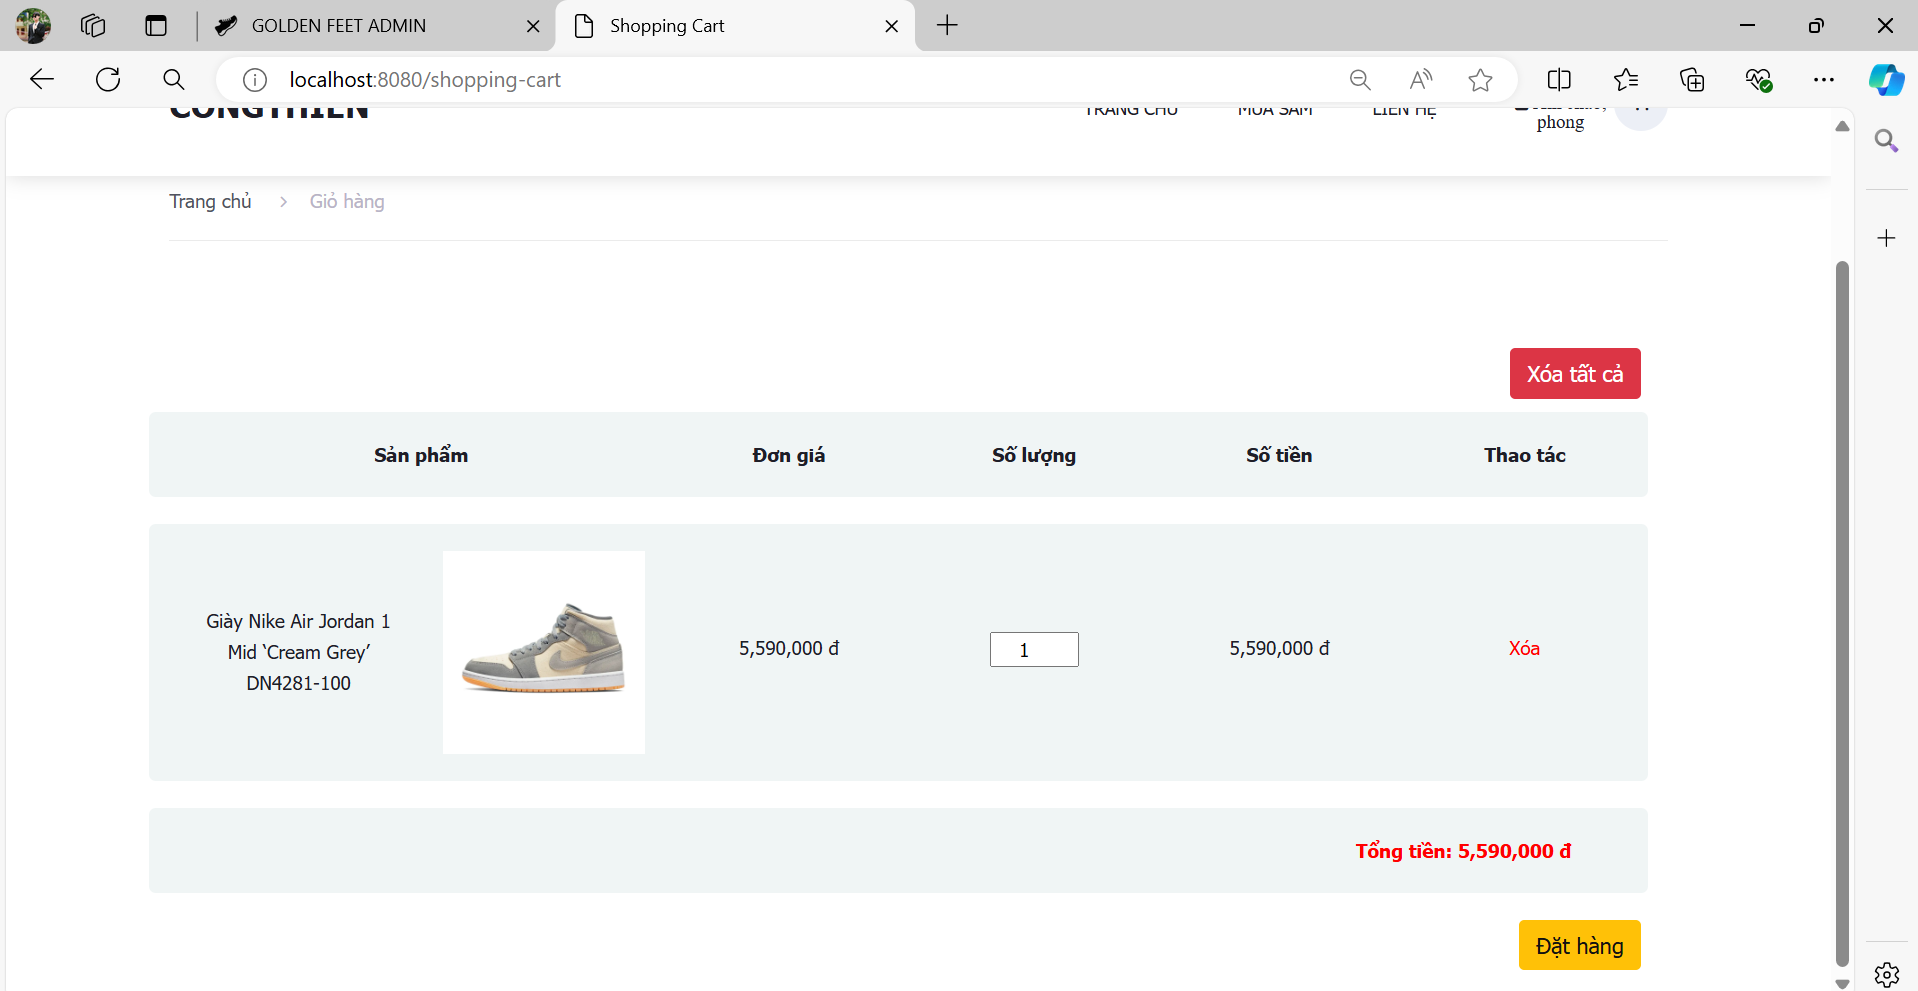 GOLDEN FEET ADMIN
Shopping Cart
localhost:8080/shopping-cart
CONGTHIEN
TRANG CHỦ
MUA SẮM
LIÊN HỆ
phong
Trang chủ
Giỏ hàng
Xóa tất cả
Sản phẩm
Đơn giá
Số lượng
Số tiền
Thao tác
Giày Nike Air Jordan 1
Mid ‘Cream Grey’
DN4281-100
5,590,000 đ
1
5,590,000 đ
Xóa
Tổng tiền: 5,590,000 đ
Đặt hàng